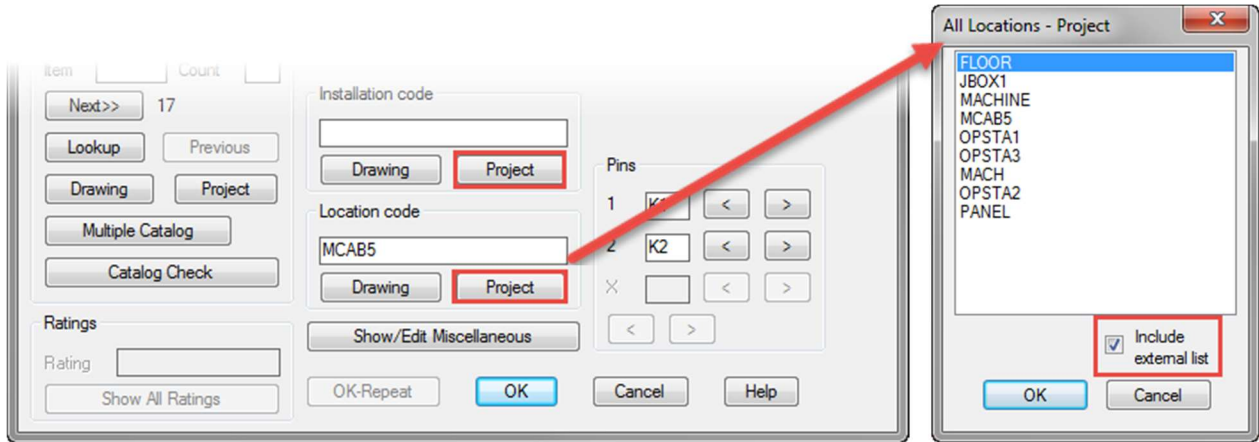 Item Count
Next>> 17
Lookup Previous
Drawing Project
Multiple Catalog
Catalog Check
Ratings
Rating
Show All Ratings
Installation code
Drawing Project
Location code
MCAB5
Drawing Project
Show/Edit Miscellaneous
Pins
1 K1 < >
2 K2 < >
X < >
< >
OK-Repeat OK Cancel Help
All Locations - Project
FLOOR
JBOX1
MACHINE
MCAB5
OPSTA1
OPSTA3
MACH
OPSTA2
PANEL
Include
external list
OK Cancel